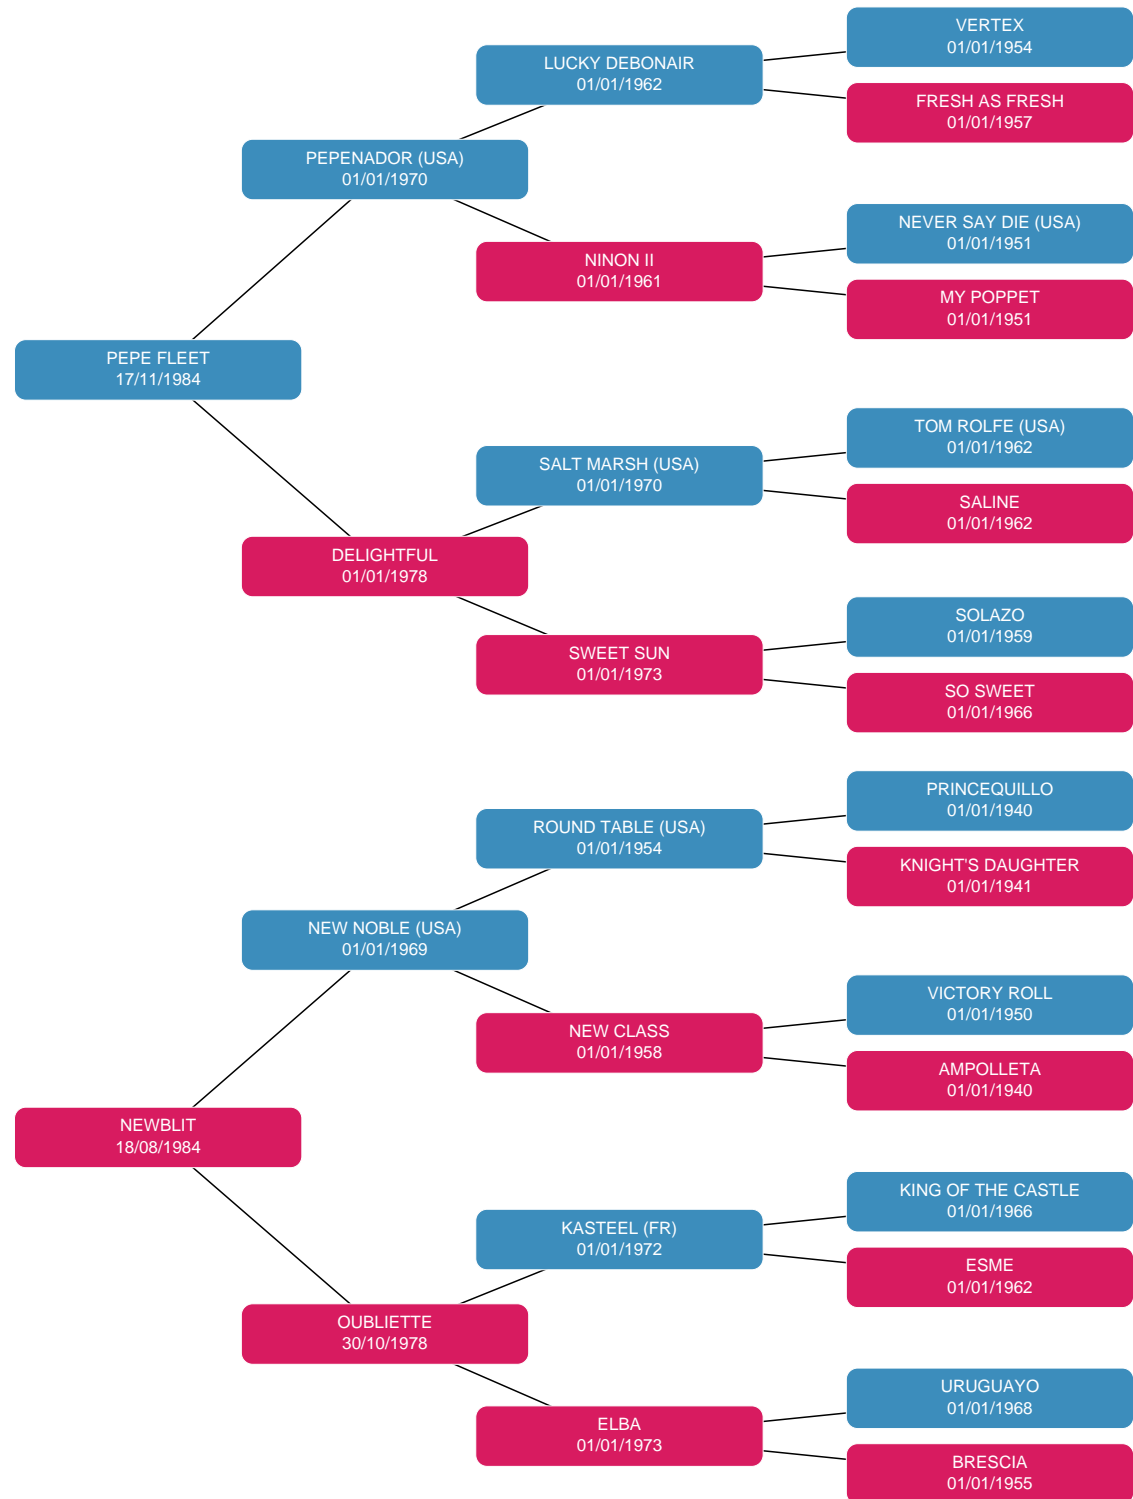 VERTEX
01/01/1954
LUCKY DEBONAIR
01/01/1962
FRESH AS FRESH
01/01/1957
PEPENADOR (USA)
01/01/1970
NEVER SAY DIE (USA)
01/01/1951
NINON II
01/01/1961
MY POPPET
01/01/1951
PEPE FLEET
17/11/1984
TOM ROLFE (USA)
01/01/1962
SALT MARSH (USA)
01/01/1970
SALINE
01/01/1962
DELIGHTFUL
01/01/1978
SOLAZO
01/01/1959
SWEET SUN
01/01/1973
SO SWEET
01/01/1966
PRINCEQUILLO
01/01/1940
ROUND TABLE (USA)
01/01/1954
KNIGHT'S DAUGHTER
01/01/1941
NEW NOBLE (USA)
01/01/1969
VICTORY ROLL
01/01/1950
NEW CLASS
01/01/1958
AMPOLLETA
01/01/1940
NEWBLIT
18/08/1984
KING OF THE CASTLE
01/01/1966
KASTEEL (FR)
01/01/1972
ESME
01/01/1962
OUBLIETTE
30/10/1978
URUGUAYO
01/01/1968
ELBA
01/01/1973
BRESCIA
01/01/1955